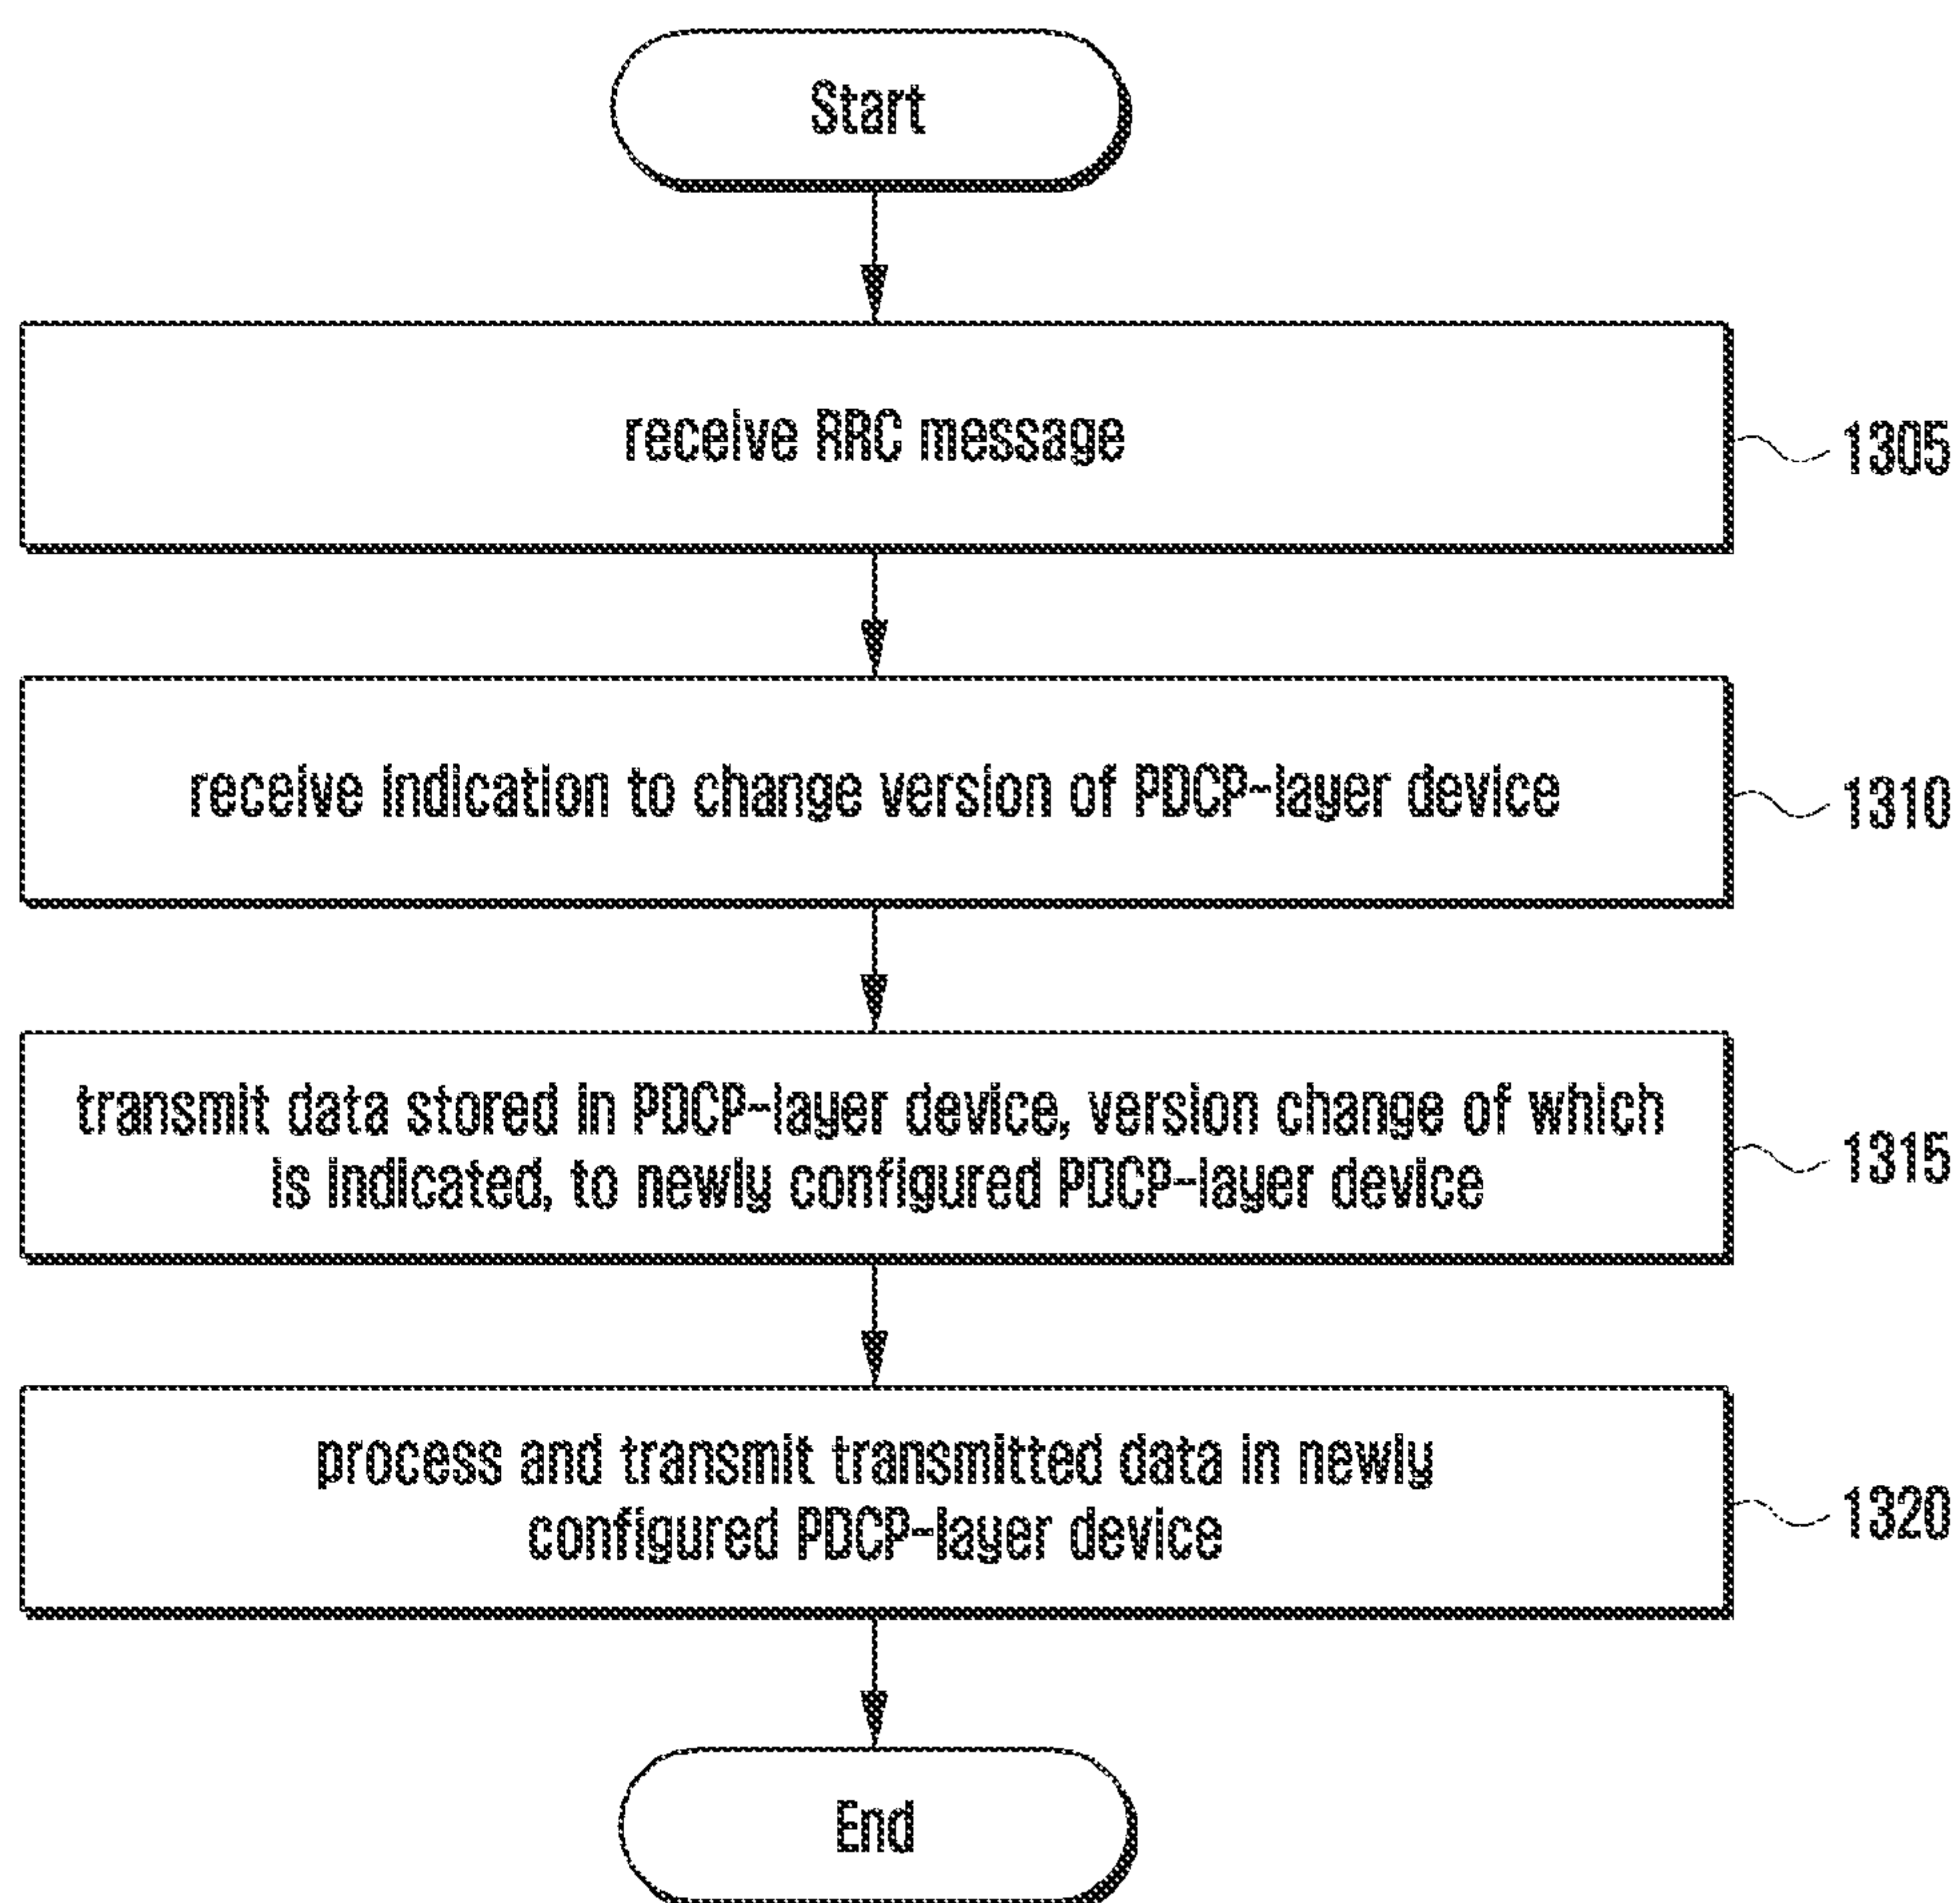 Start
receive RRC message
1305
receive indication to change version of PDCP-layer device
1310
transmit data stored in PDCP-layer device, version change of which
is indicated, to newly configured PDCP-layer device
1315
process and transmit transmitted data in newly
configured PDCP-layer device
1320
End